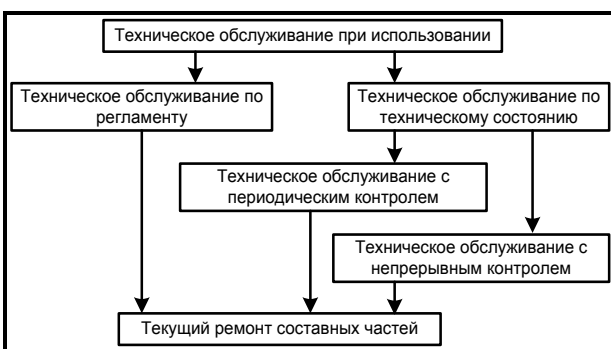 Техническое обслуживание при использовании
Техническое обслуживание по
регламенту
Техническое обслуживание по
техническому состоянию
Техническое обслуживание с
периодическим контролем
Техническое обслуживание с
непрерывным контролем
Текущий ремонт составных частей